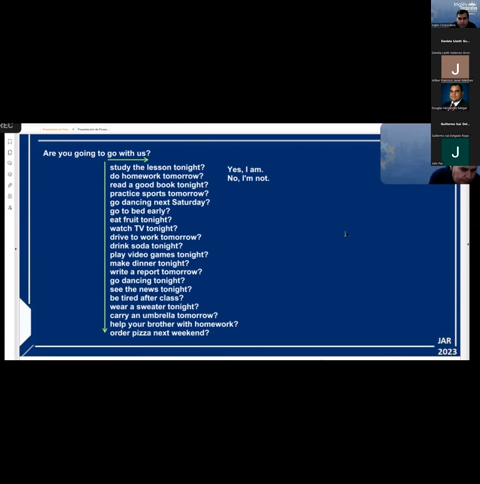 Are you going to go with us?
study the lesson tonight?
do homework tomorrow?
read a good book tonight?
practice sports tomorrow?
go dancing next Saturday?
go to bed early?
eat fruit tonight?
watch TV tonight?
drive to work tomorrow?
drink soda tonight?
play video games tonight?
make dinner tonight?
write a report tomorrow?
go dancing tonight?
see the news tonight?
be tired after class?
wear a sweater tonight?
carry an umbrella tomorrow?
help your brother with homework?
order pizza next weekend?
Yes, I am.
No, I'm not.
JAR
2023
REC
J
J